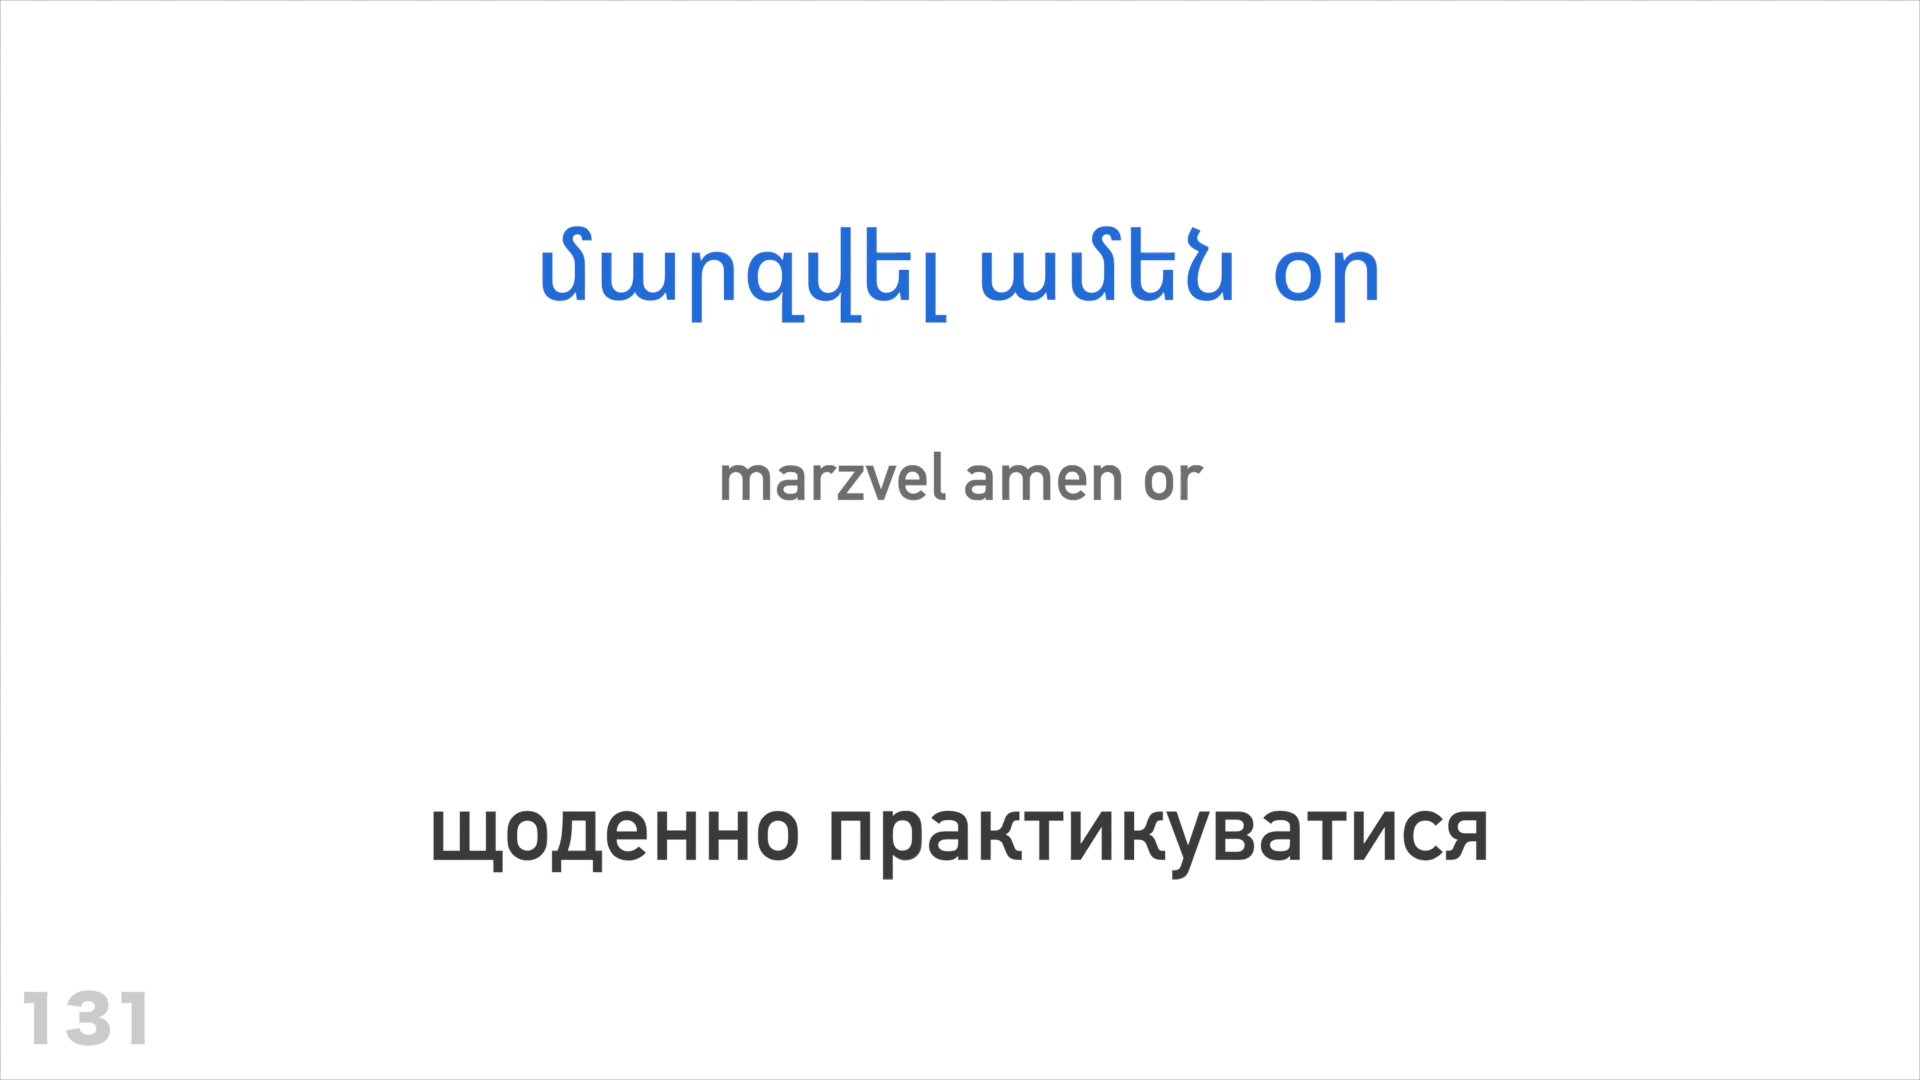 մարզվել ամեն օր
marzvel amen or
щоденно практикуватися
131